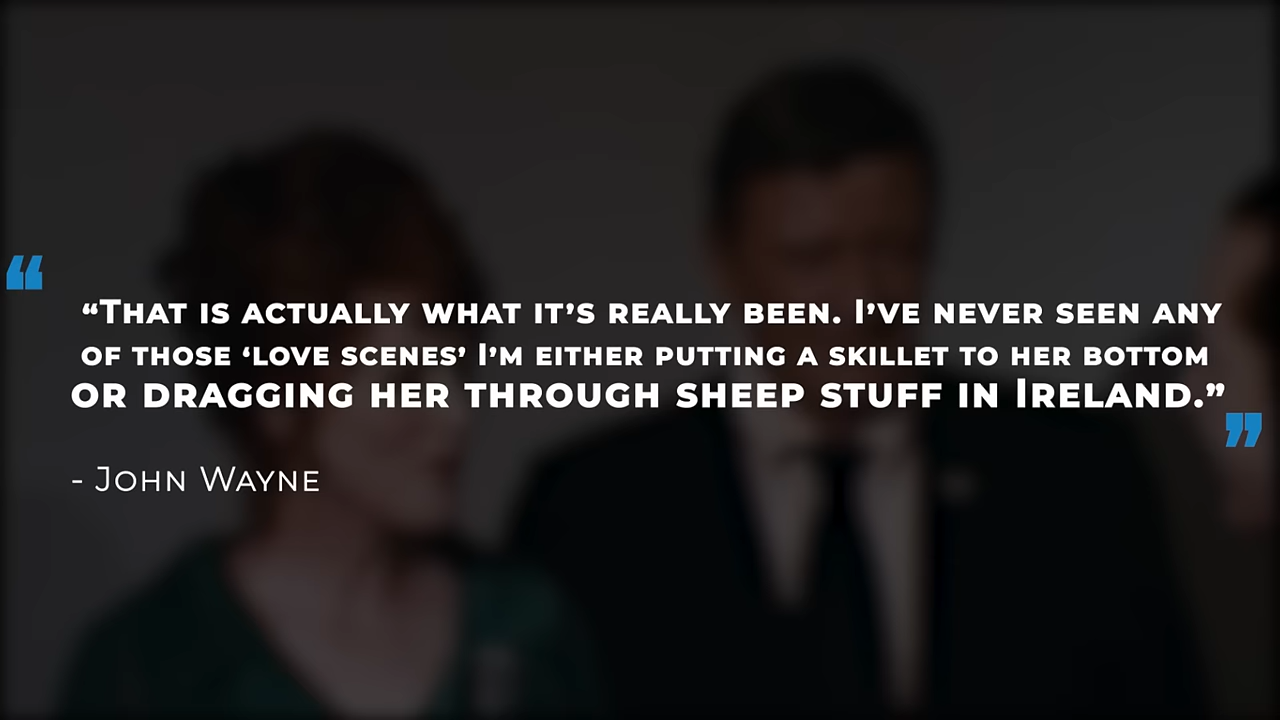 “That is actually what it’s really been. I’ve never seen any
of those ‘love scenes’ I’m either putting a skillet to her bottom
or dragging her through sheep stuff in Ireland.”
- John Wayne